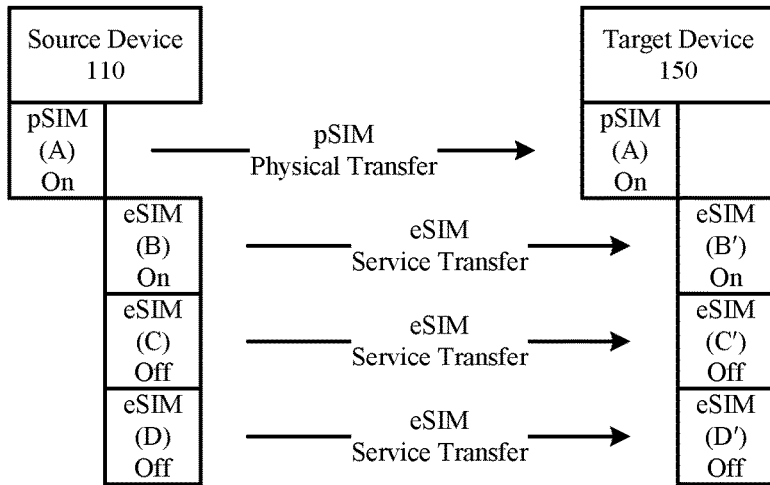 Source Device
110
Target Device
150
pSIM
(A)
On
pSIM
Physical Transfer
pSIM
(A)
On
eSIM
(B)
On
eSIM
Service Transfer
eSIM
(B′)
On
eSIM
(C)
Off
eSIM
Service Transfer
eSIM
(C′)
Off
eSIM
(D)
Off
eSIM
Service Transfer
eSIM
(D′)
Off